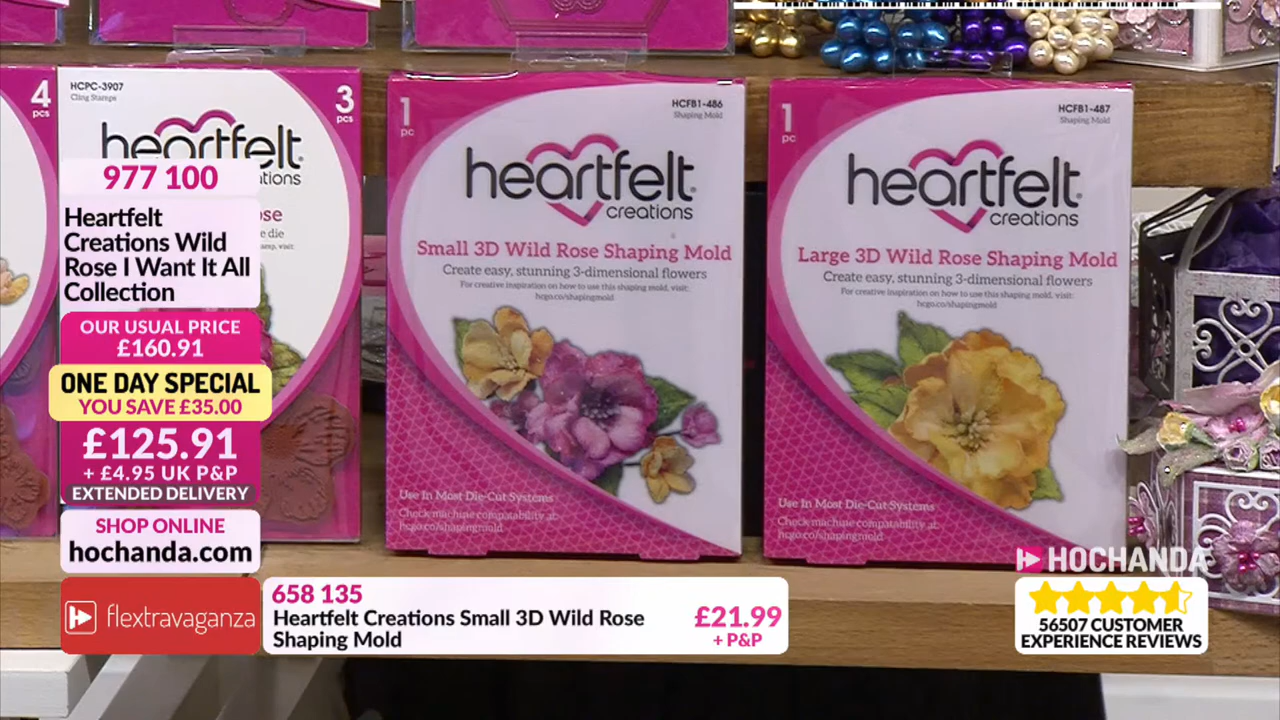 4
pcs
HCPC-3907
Cling Stamps
3
pcs
heartfelt
ations
ose
e die
977 100
Heartfelt
Creations Wild
Rose I Want It All
Collection
OUR USUAL PRICE
£160.91
ONE DAY SPECIAL
YOU SAVE £35.00
£125.91
+ £4.95 UK P&P
EXTENDED DELIVERY
SHOP ONLINE
hochanda.com
1
pc
HCFB1-486
Shaping Mold
heartfelt
creations
Small 3D Wild Rose Shaping Mold
Create easy, stunning 3-dimensional flowers
For creative inspiration on how to use this shaping mold, visit:
hcgo.co/shapingmold
Use In Most Die-Cut Systems
Check machine compatability at:
hcgo.co/shapingmold
1
pc
HCFB1-487
Shaping Mold
heartfelt
creations
Large 3D Wild Rose Shaping Mold
Create easy, stunning 3-dimensional flowers
For creative inspiration on how to use this shaping mold, visit:
hcgo.co/shapingmold
Use In Most Die-Cut Systems
Check machine compatability at:
hcgo.co/shapingmold
flextravaganza
658 135
Heartfelt Creations Small 3D Wild Rose
Shaping Mold
£21.99
+ P&P
HOCHANDA
56507 CUSTOMER
EXPERIENCE REVIEWS